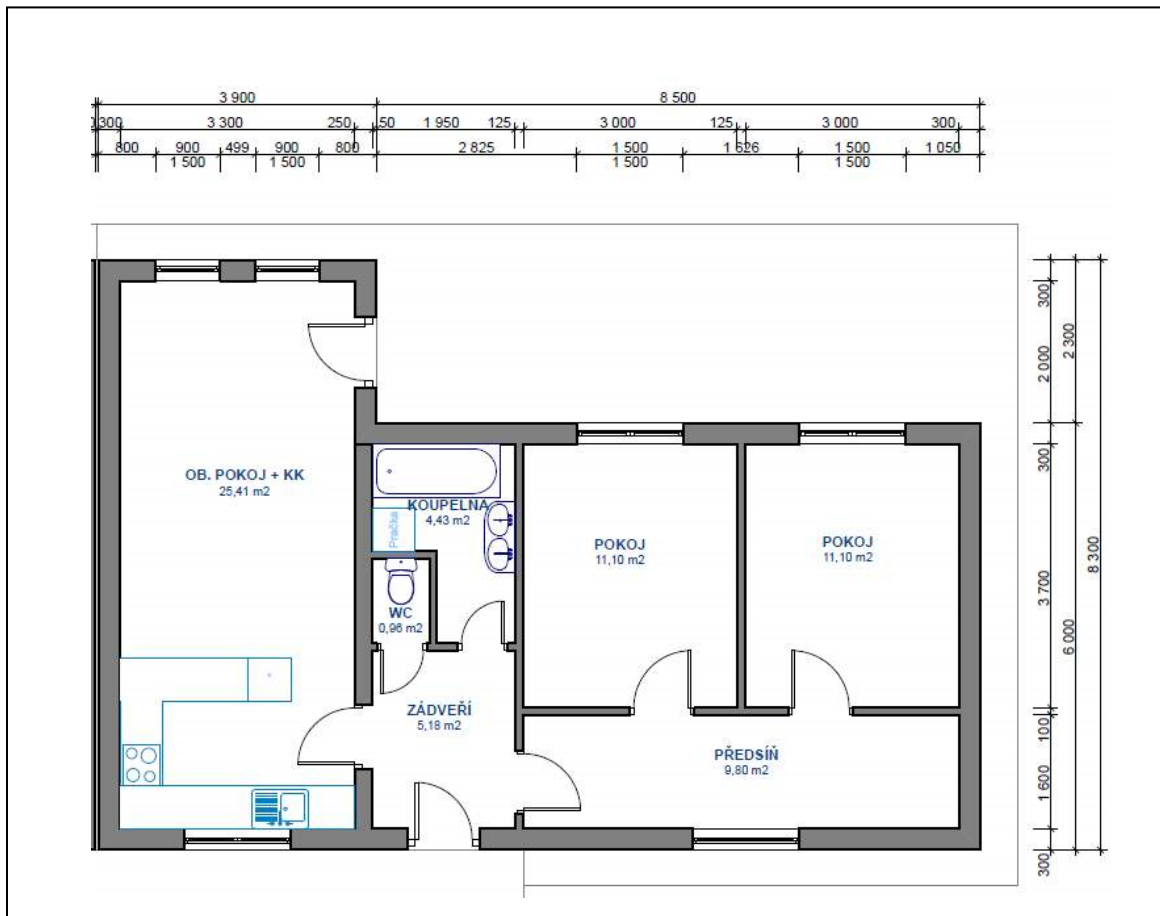 3 900 8 500
300 3 300 250 50 1 950 125 3 000 125 3 000 300
800 900 499 900 800 2 825 1 500 1 626 1 500 1 050
1 500 1 500 1 500 1 500
300
2 000
2 300
300
3 700
6 000
8 300
100
1 600
300
OB. POKOJ + KK
25,41 m2
KOUPELNA
4,43 m2
Pračka
WC
0,96 m2
POKOJ
11,10 m2
POKOJ
11,10 m2
ZÁDVEŘÍ
5,18 m2
PŘEDSÍŇ
9,80 m2